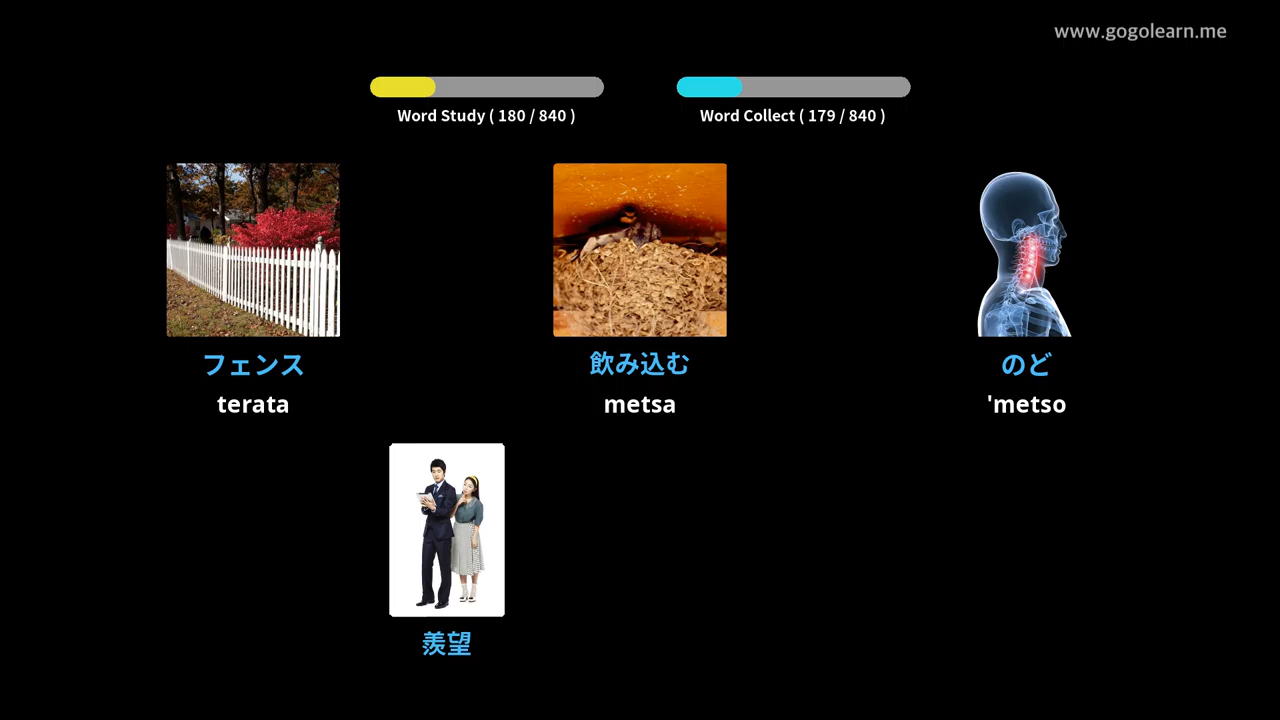 www.gogolearn.me
Word Study ( 180 / 840 )
Word Collect ( 179 / 840 )
フェンス
terata
飲み込む
metsa
のど
'metso
羨望